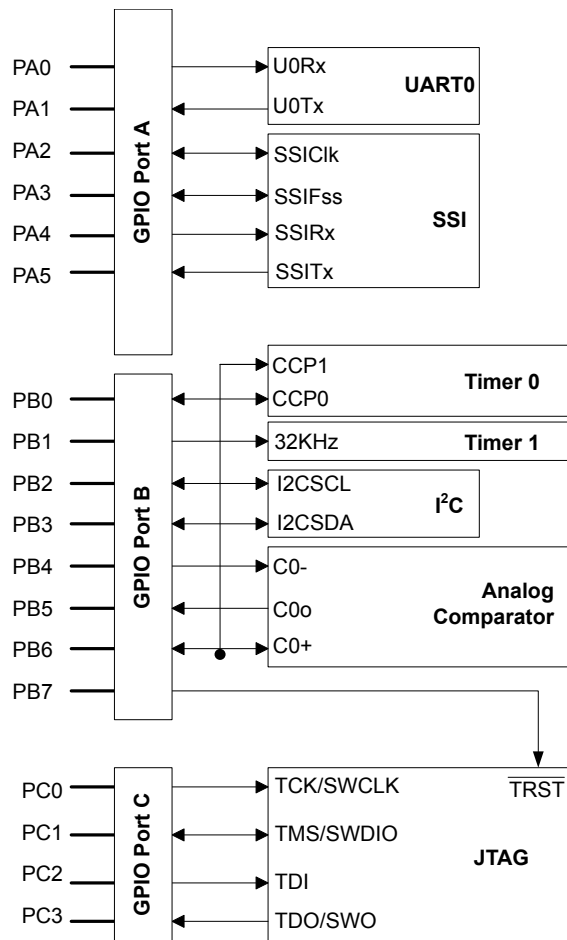 GPIO Port A
PA0
PA1
PA2
PA3
PA4
PA5
U0Rx
U0Tx
UART0
SSIClk
SSIFss
SSIRx
SSITx
SSI
GPIO Port B
PB0
PB1
PB2
PB3
PB4
PB5
PB6
PB7
CCP1
CCP0
Timer 0
32KHz
Timer 1
I2CSCL
I2CSDA
I²C
C0-
C0o
C0+
Analog
Comparator
GPIO Port C
PC0
PC1
PC2
PC3
TCK/SWCLK
TMS/SWDIO
TDI
TDO/SWO
TRST
JTAG